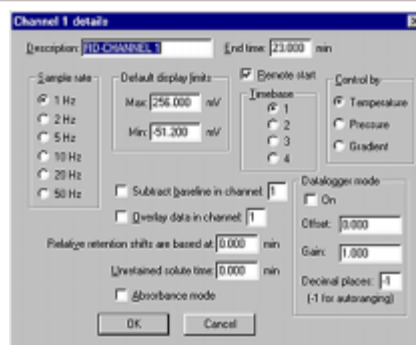 Channel 1 details
Description: FID-CHANNEL 1
End time: 23.000 min
Sample rate
1 Hz
2 Hz
5 Hz
10 Hz
20 Hz
50 Hz
Default display limits
Max: 256.000 mV
Min: -51.200 mV
Remote start
Timebase
1
2
3
4
Control by
Temperature
Pressure
Gradient
Subtract baseline in channel: 1
Overlay data in channel: 1
Relative retention shifts are based at: 0.000 min
Unretained solute time: 0.000 min
Absorbance mode
Datalogger mode
On
Offset: 0.000
Gain: 1.000
Decimal places: -1
(-1 for autoranging)
OK
Cancel